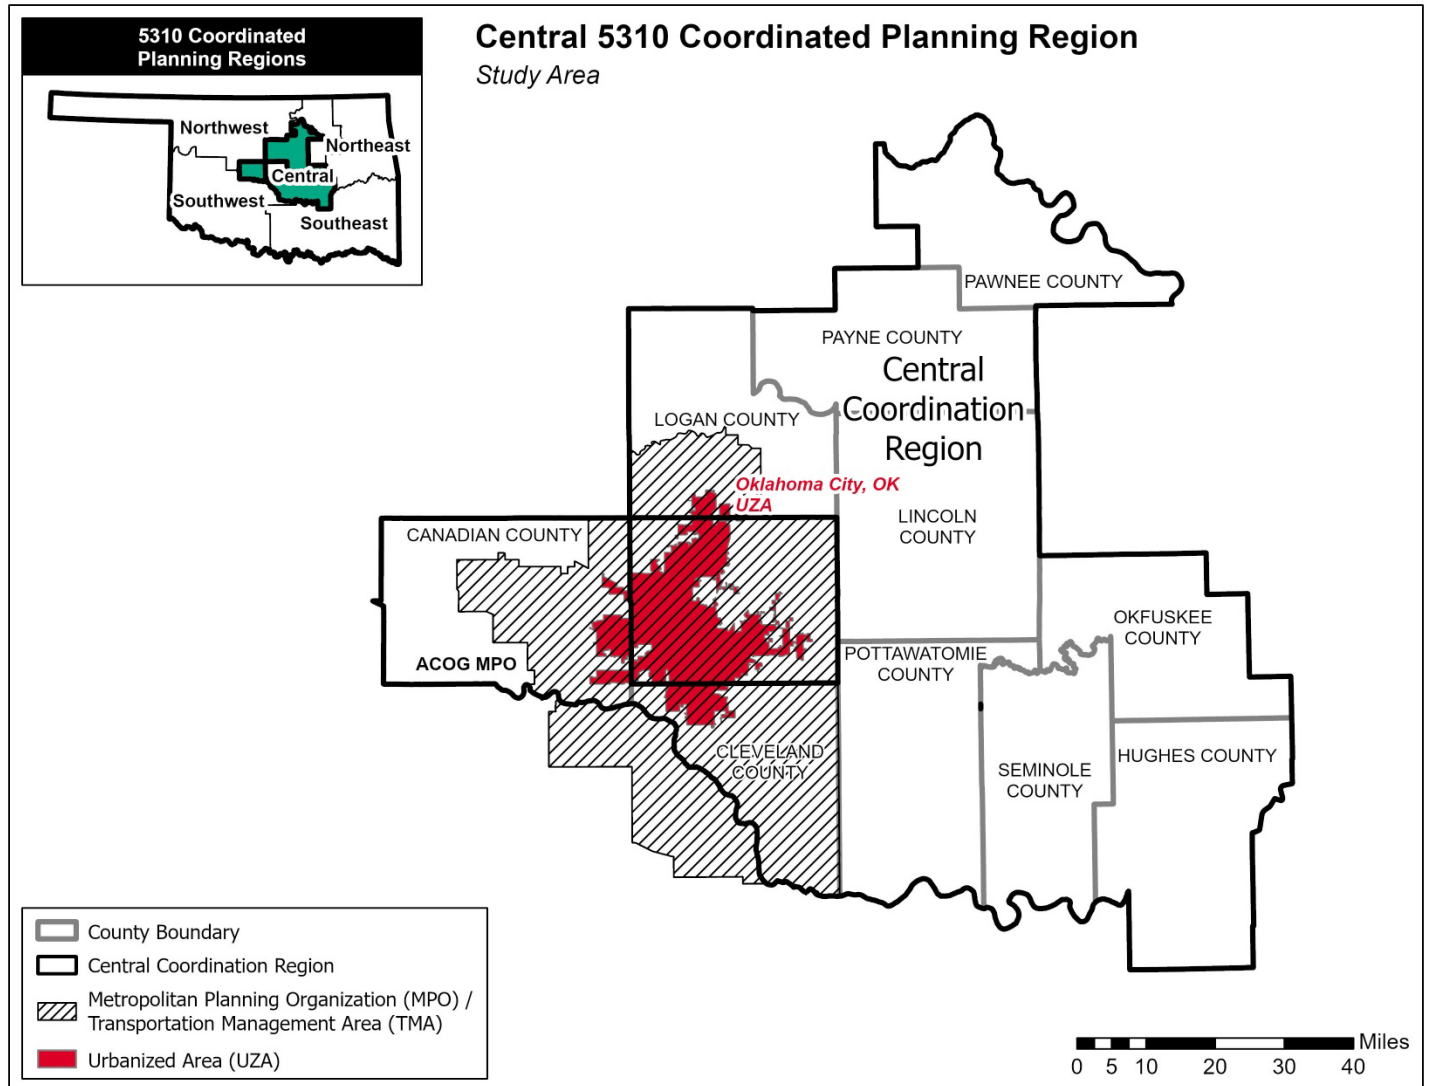 5310 Coordinated
Planning Regions
Northwest
Northeast
Central
Southwest
Southeast
Central 5310 Coordinated Planning Region
Study Area
PAWNEE COUNTY
PAYNE COUNTY
Central
Coordination
Region
LOGAN COUNTY
Oklahoma City, OK
UZA
LINCOLN
COUNTY
CANADIAN COUNTY
OKFUSKEE
COUNTY
POTTAWATOMIE
COUNTY
ACOG MPO
CLEVELAND
COUNTY
HUGHES COUNTY
SEMINOLE
COUNTY
County Boundary
Central Coordination Region
Metropolitan Planning Organization (MPO) /
Transportation Management Area (TMA)
Urbanized Area (UZA)
Miles
0 5 10 20 30 40